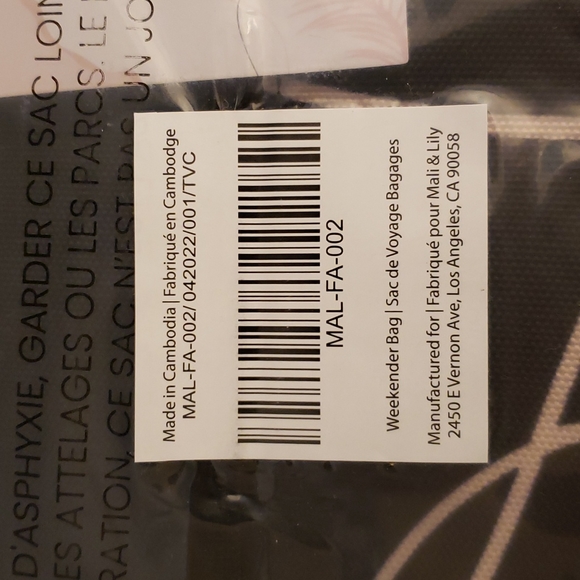 D'ASPHYXIE, GARDER CE SAC LOIN
ES ATTELAGES OU LES PARCS. LE
RATION. CE SAC N'EST PAS UN JO
Made in Cambodia | Fabriqué en Cambodge
MAL-FA-002/ 042022/001/TVC
MAL-FA-002
Weekender Bag | Sac de Voyage Bagages
Manufactured for | Fabriqué pour Mali & Lily
2450 E Vernon Ave, Los Angeles, CA 90058